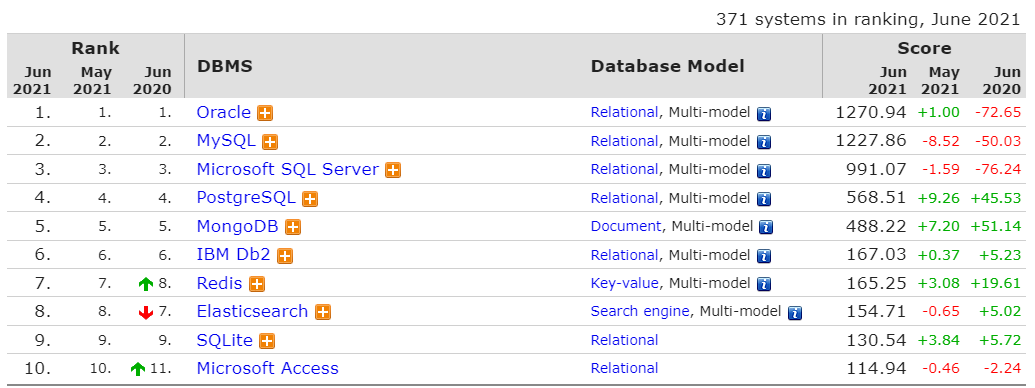 371 systems in ranking, June 2021
Rank DBMS Database Model Score
Jun 2021 May 2021 Jun 2020 Jun 2021 May 2021 Jun 2020
1. 1. 1. Oracle Relational, Multi-model 1270.94 +1.00 -72.65
2. 2. 2. MySQL Relational, Multi-model 1227.86 -8.52 -50.03
3. 3. 3. Microsoft SQL Server Relational, Multi-model 991.07 -1.59 -76.24
4. 4. 4. PostgreSQL Relational, Multi-model 568.51 +9.26 +45.53
5. 5. 5. MongoDB Document, Multi-model 488.22 +7.20 +51.14
6. 6. 6. IBM Db2 Relational, Multi-model 167.03 +0.37 +5.23
7. 7. 8. Redis Key-value, Multi-model 165.25 +3.08 +19.61
8. 8. 7. Elasticsearch Search engine, Multi-model 154.71 -0.65 +5.02
9. 9. 9. SQLite Relational 130.54 +3.84 +5.72
10. 10. 11. Microsoft Access Relational 114.94 -0.46 -2.24